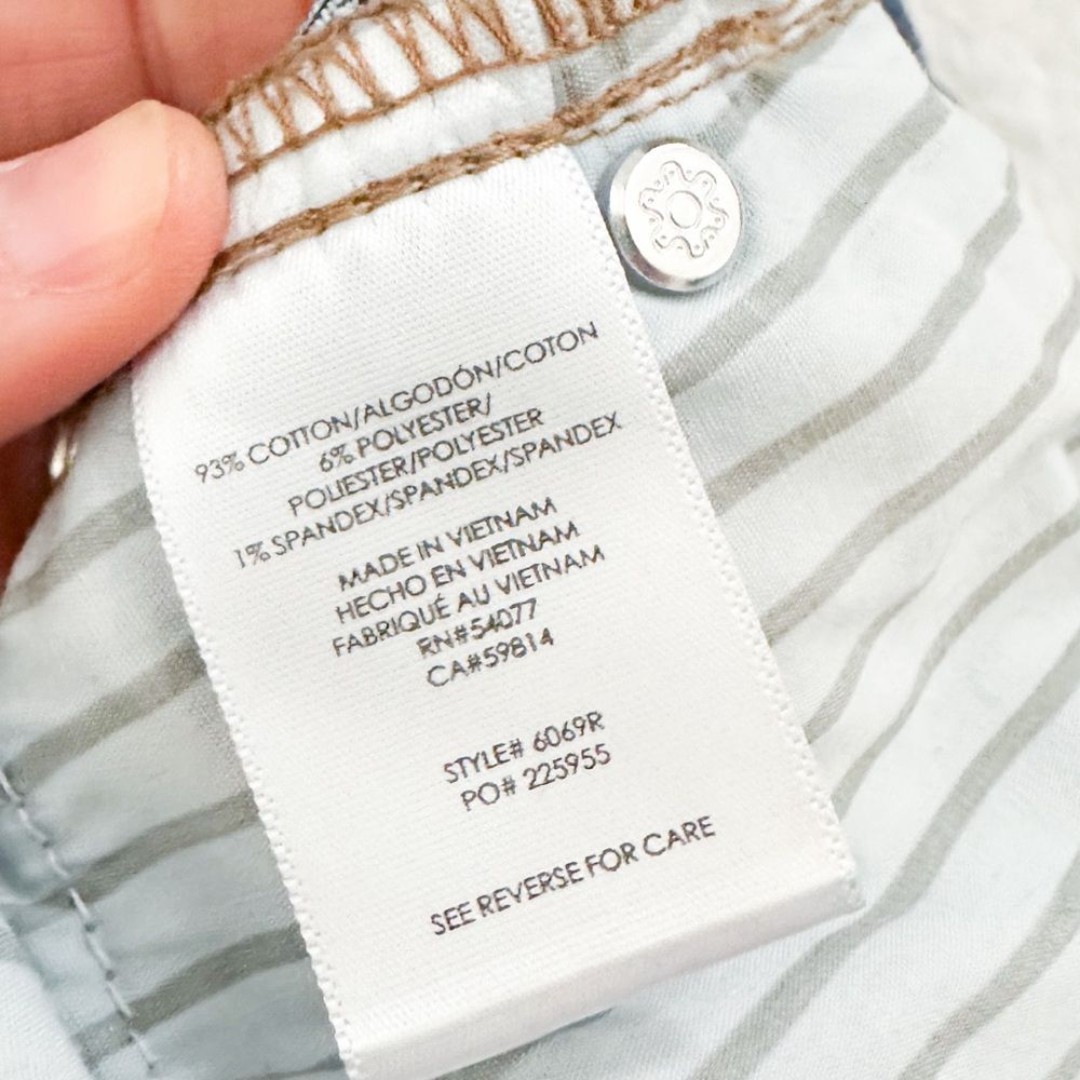 93% COTTON/ALGODÓN/COTON
6% POLYESTER/
POLIESTER/POLYESTER
1% SPANDEX/SPANDEX/SPANDEX
MADE IN VIETNAM
HECHO EN VIETNAM
FABRIQUÉ AU VIETNAM
RN#54077
CA#59814
STYLE# 6069R
PO# 225955
SEE REVERSE FOR CARE